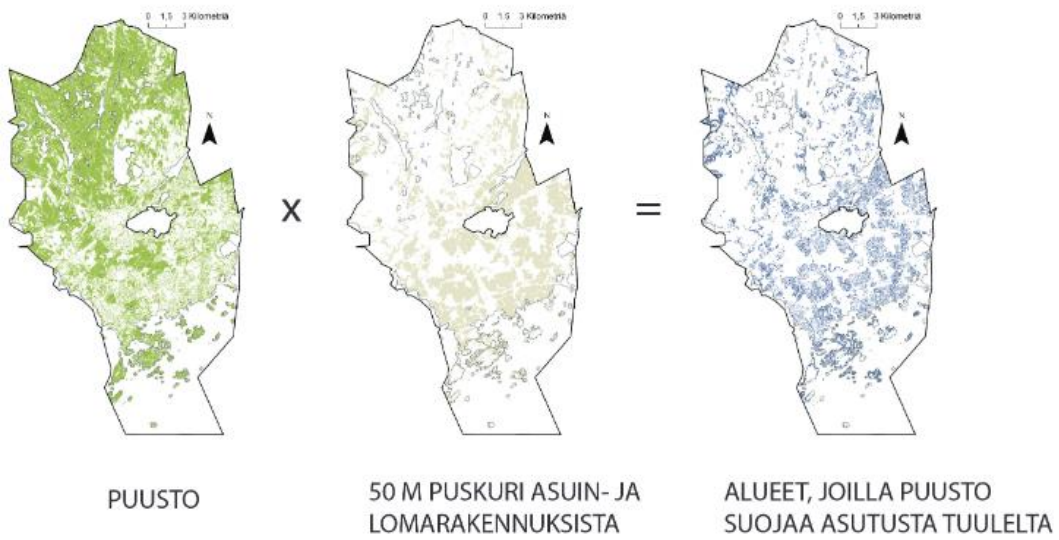 0 1,5 3 Kilometriä
0 1,5 3 Kilometriä
0 1,5 3 Kilometriä
N
N
N
x
=
PUUSTO
50 M PUSKURI ASUIN- JA
LOMARAKENNUKSISTA
ALUEET, JOILLA PUUSTO
SUOJAA ASUTUSTA TUULELTA